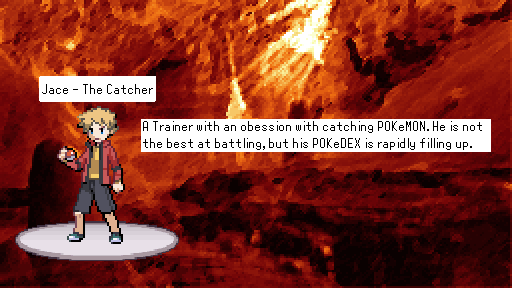 Jace - The Catcher
A Trainer with an obession with catching POKeMON. He is not
the best at battling, but his POKeDEX is rapidly filling up.